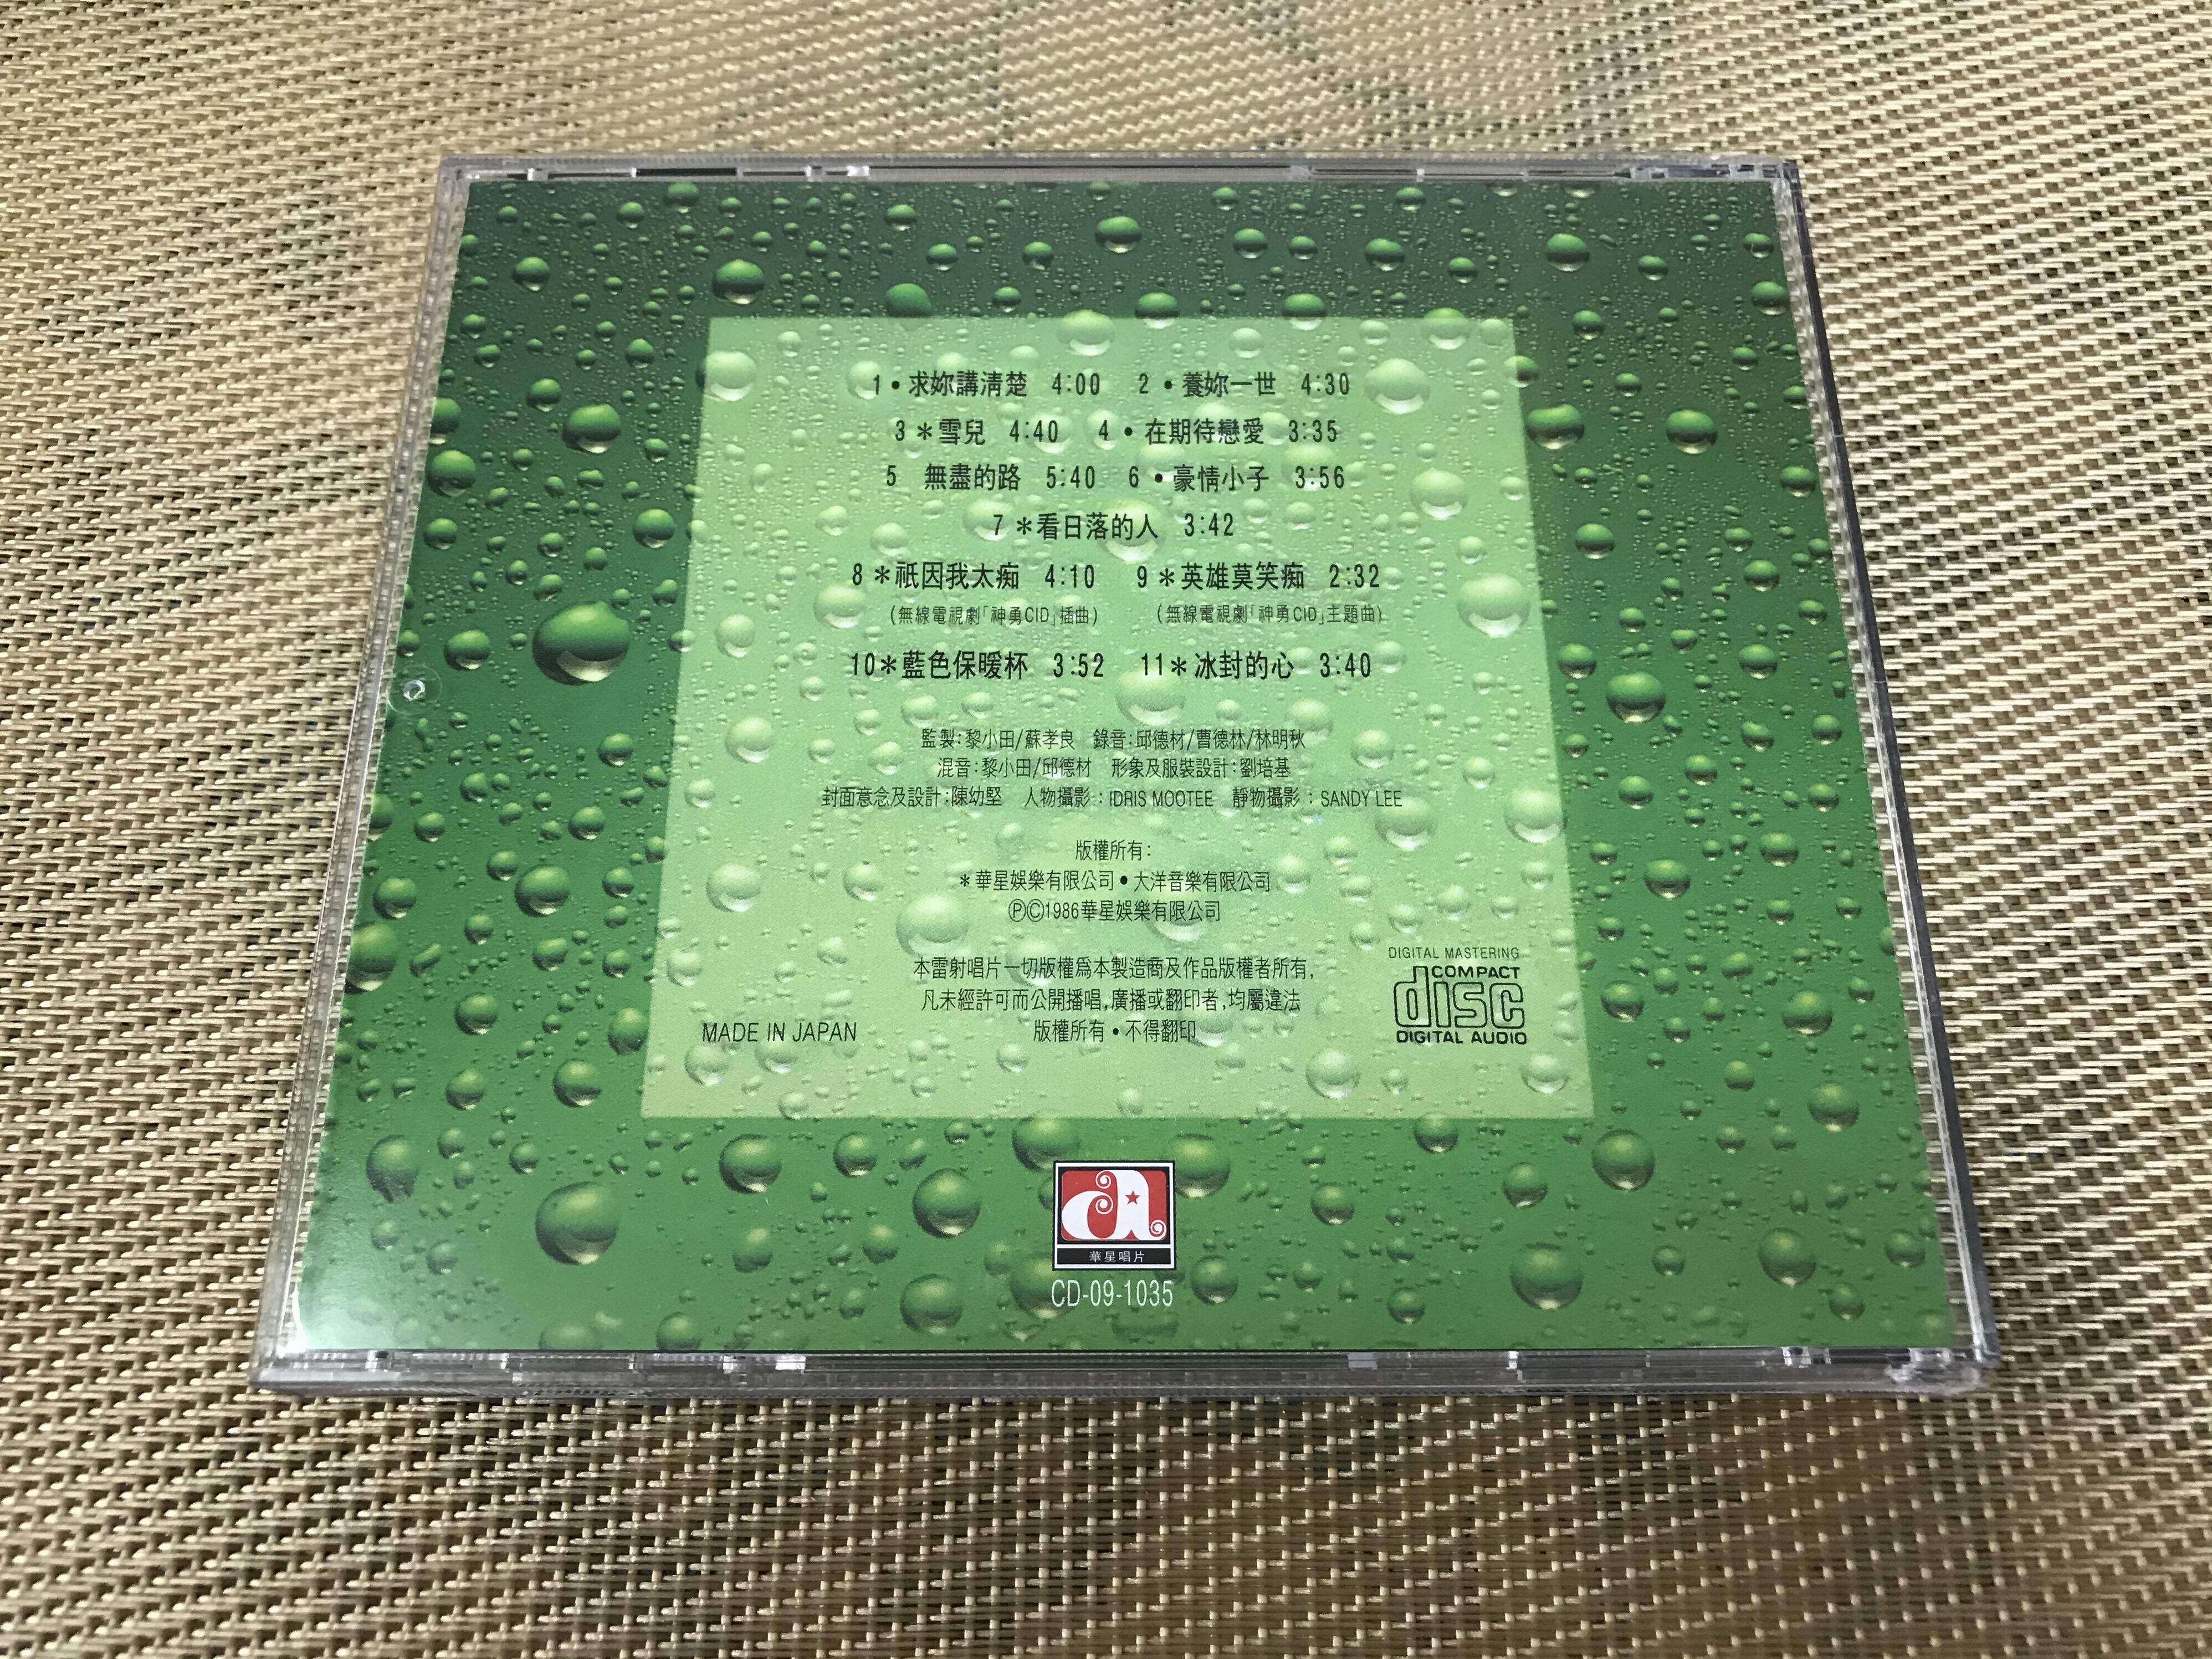 1•求妳講清楚 4:00 2•養妳一世 4:30
3＊雪兒 4:40 4•在期待戀愛 3:35
5 無盡的路 5:40 6•豪情小子 3:56
7＊看日落的人 3:42
8＊祇因我太痴 4:10 9＊英雄莫笑痴 2:32
(無線電視劇「神勇CID」插曲) (無線電視劇「神勇CID」主題曲)
10＊藍色保暖杯 3:52 11＊冰封的心 3:40
監製:黎小田/蘇孝良 錄音:邱德材/曹德林/林明秋
混音:黎小田/邱德材 形象及服裝設計:劉培基
封面意念及設計:陳幼堅 人物攝影:IDRIS MOOTEE 靜物攝影:SANDY LEE
版權所有:
＊華星娛樂有限公司•大洋音樂有限公司
ⓅⒸ1986華星娛樂有限公司
本雷射唱片一切版權爲本製造商及作品版權者所有,
凡未經許可而公開播唱,廣播或翻印者,均屬違法
版權所有•不得翻印
MADE IN JAPAN
DIGITAL MASTERING
COMPACT
disc
DIGITAL AUDIO
a
華星唱片
CD-09-1035